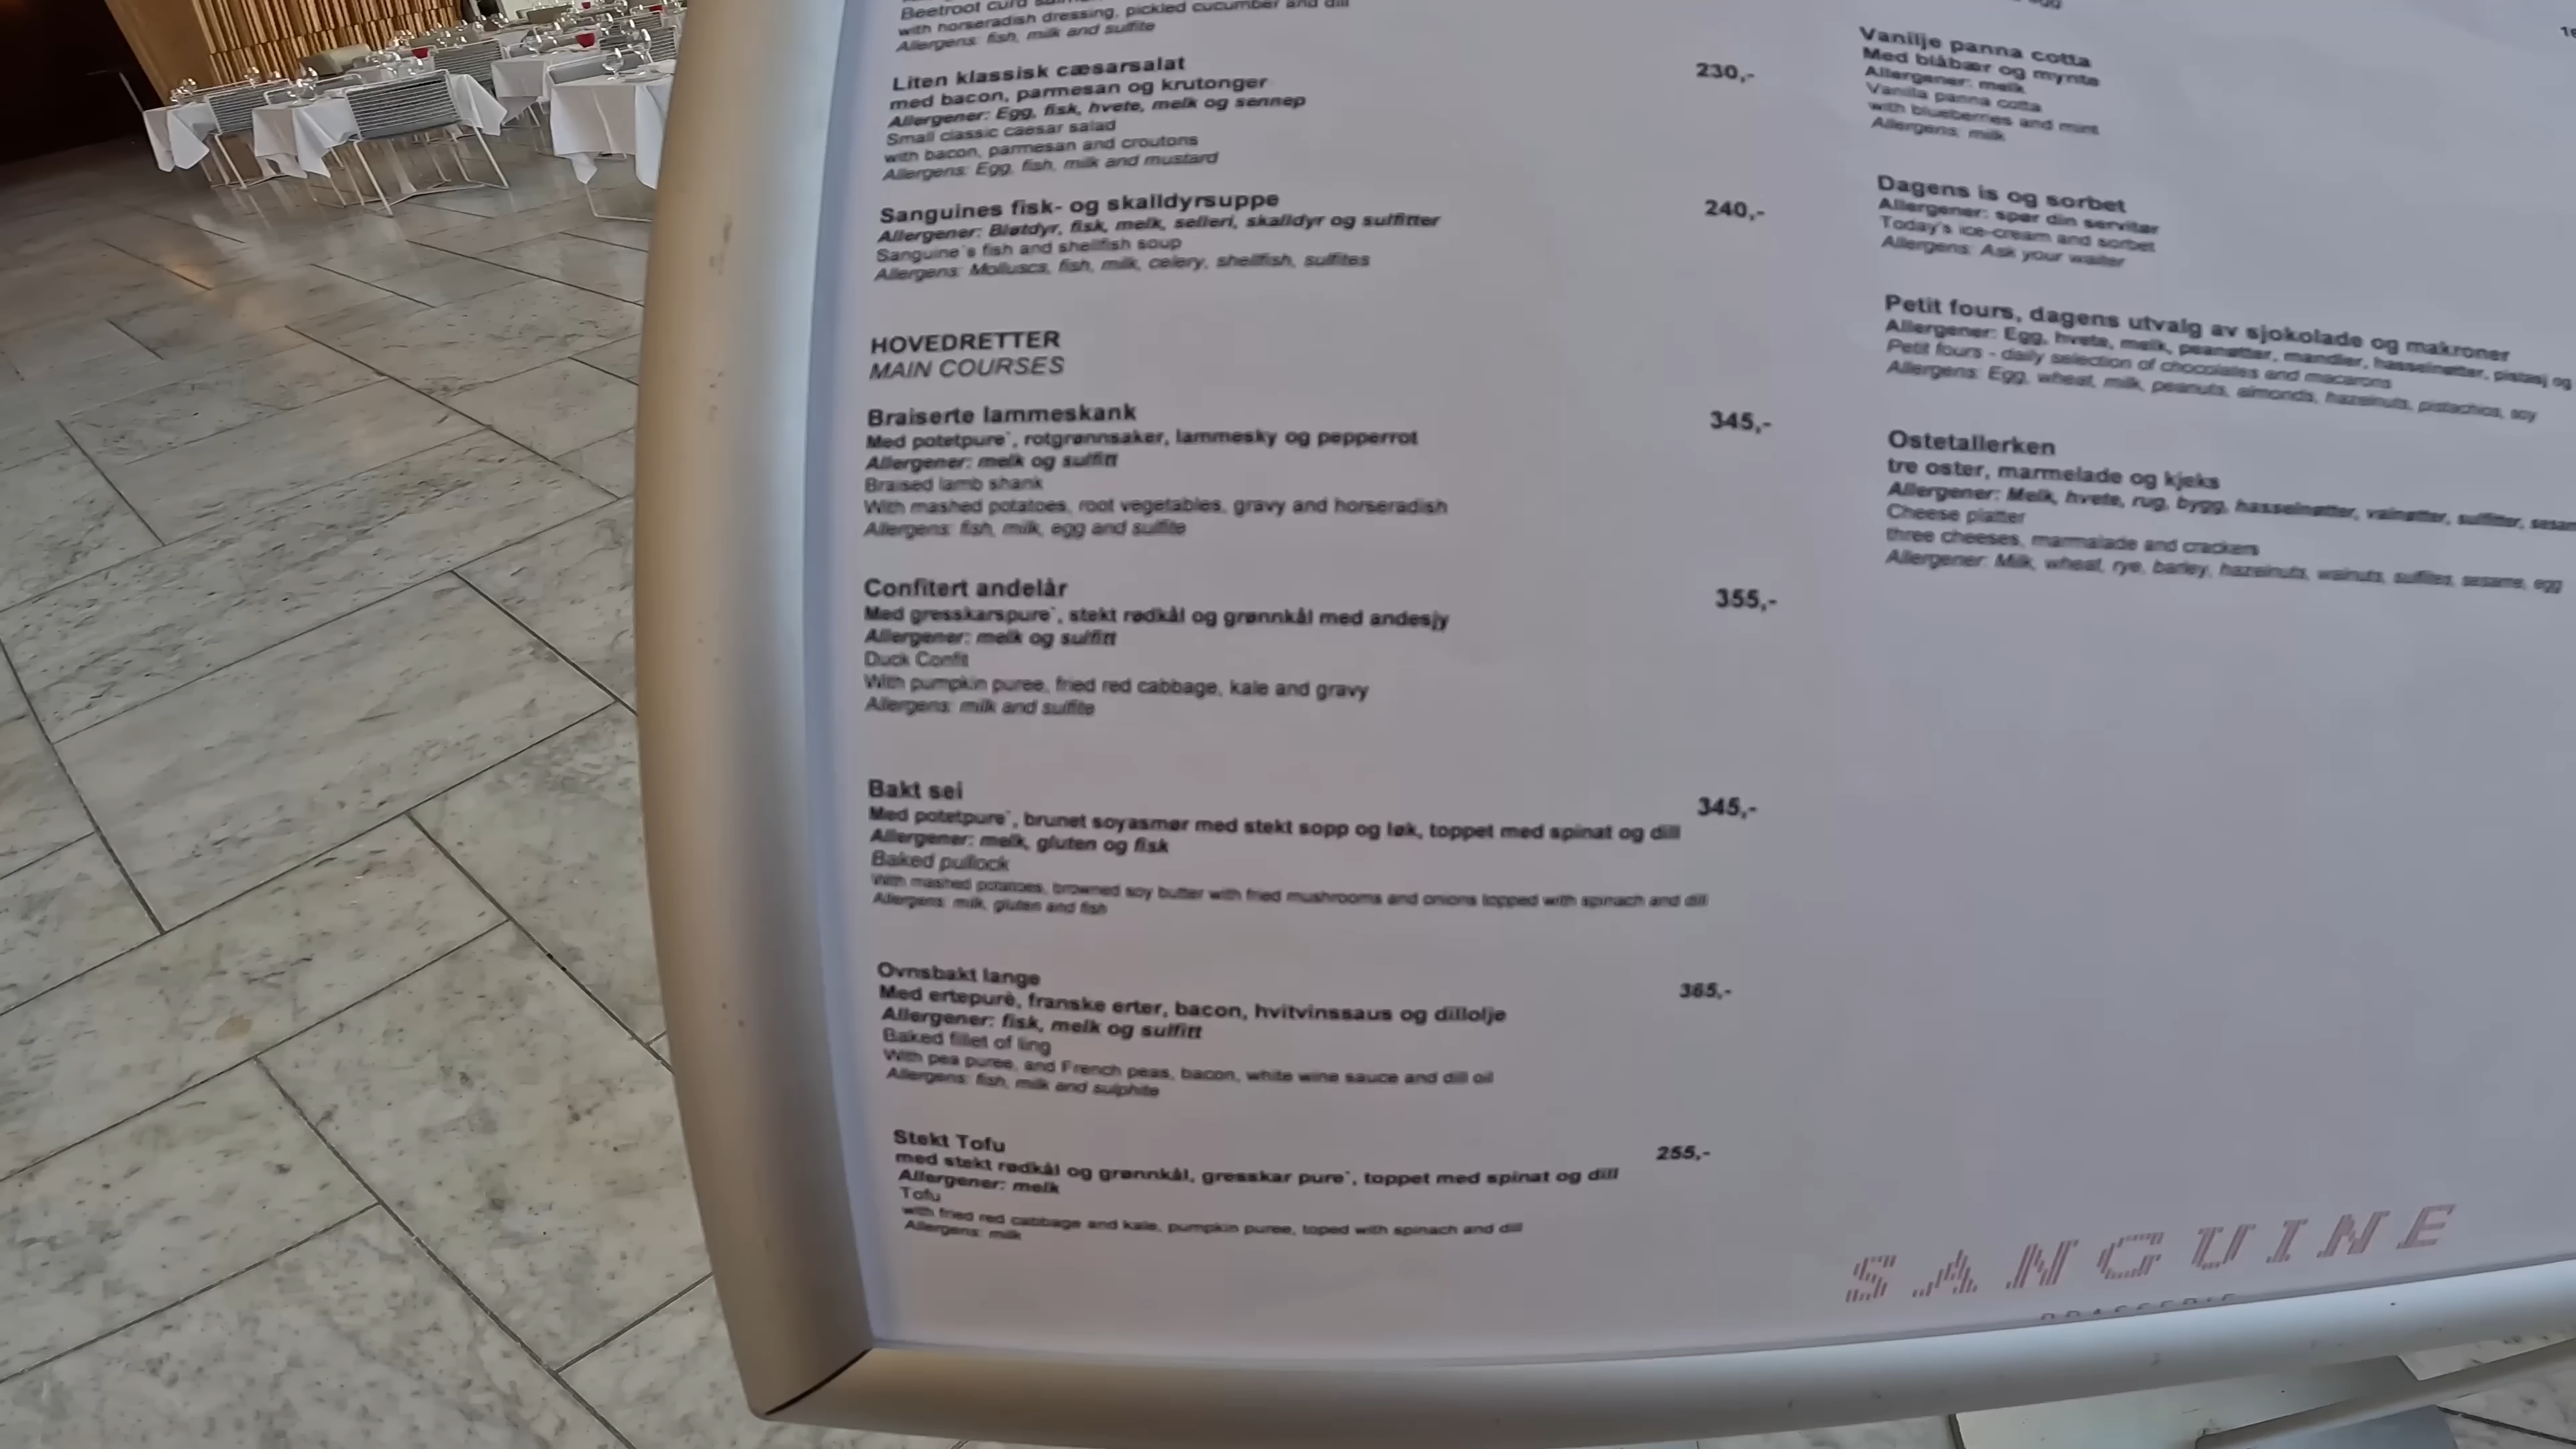 Beetroot curd
with horseradish dressing, pickled cucumber and dill
Allergens: fish, milk and sulfite
Liten klassisk cæsarsalat
230,-
med bacon, parmesan og krutonger
Allergener: Egg, fisk, hvete, melk og sennep
Small classic caesar salad
with bacon, parmesan and croutons
Allergens: Egg, fish, milk and mustard
Sanguines fisk- og skalldyrsuppe
240,-
Allergener: Bløtdyr, fisk, melk, selleri, skalldyr og sulfitter
Sanguine`s fish and shellfish soup
Allergens: Molluscs, fish, milk, celery, shellfish, sulfites
HOVEDRETTER
MAIN COURSES
Braiserte lammeskank
345,-
Med potetpure`, rotgrønnsaker, lammesky og pepperrot
Allergener: melk og sulfitt
Braised lamb shank
With mashed potatoes, root vegetables, gravy and horseradish
Allergens: fish, milk, egg and sulfite
Confitert andelår
355,-
Med gresskarspure`, stekt rødkål og grønnkål med andesjy
Allergener: melk og sulfitt
Duck Confit
With pumpkin puree, fried red cabbage, kale and gravy
Allergens: milk and sulfite
Bakt sei
345,-
Med potetpure`, brunet soyasmør med stekt sopp og løk, toppet med spinat og dill
Allergener: melk, gluten og fisk
Baked pullock
With mashed potatoes, browned soy butter with fried mushrooms and onions topped with spinach and dill
Allergens: milk, gluten and fish
Ovnsbakt lange
365,-
Med ertepurè, franske erter, bacon, hvitvinssaus og dillolje
Allergener: fisk, melk og sulfitt
Baked fillet of ling
With pea puree, and French peas, bacon, white wine sauce and dill oil
Allergens: fish, milk and sulphite
Stekt Tofu
255,-
med stekt rødkål og grønnkål, gresskar pure`, toppet med spinat og dill
Allergener: melk
Tofu
with fried red cabbage and kale, pumpkin puree, toped with spinach and dill
Allergens: milk
egg
Vanilje panna cotta
Med blåbær og mynte
Allergener: melk
Vanilla panna cotta
with blueberries and mint
Allergens: milk
Dagens is og sorbet
Allergener: spør din servitør
Today's ice-cream and sorbet
Allergens: Ask your waiter
Petit fours, dagens utvalg av sjokolade og makroner
Allergener: Egg, hvete, melk, peanøtter, mandler, hasselnøtter, pistasj og
Petit fours - daily selection of chocolates and macarons
Allergens: Egg, wheat, milk, peanuts, almonds, hazelnuts, pistachios, soy
Ostetallerken
tre oster, marmelade og kjeks
Allergener: Melk, hvete, rug, bygg, hasselnøtter, valnøtter, sulfitter,
Cheese platter
three cheeses, marmalade and crackers
Allergener: Milk, wheat, rye, barley, hazelnuts, walnuts, sulfites, sesame, egg
SANGUINE